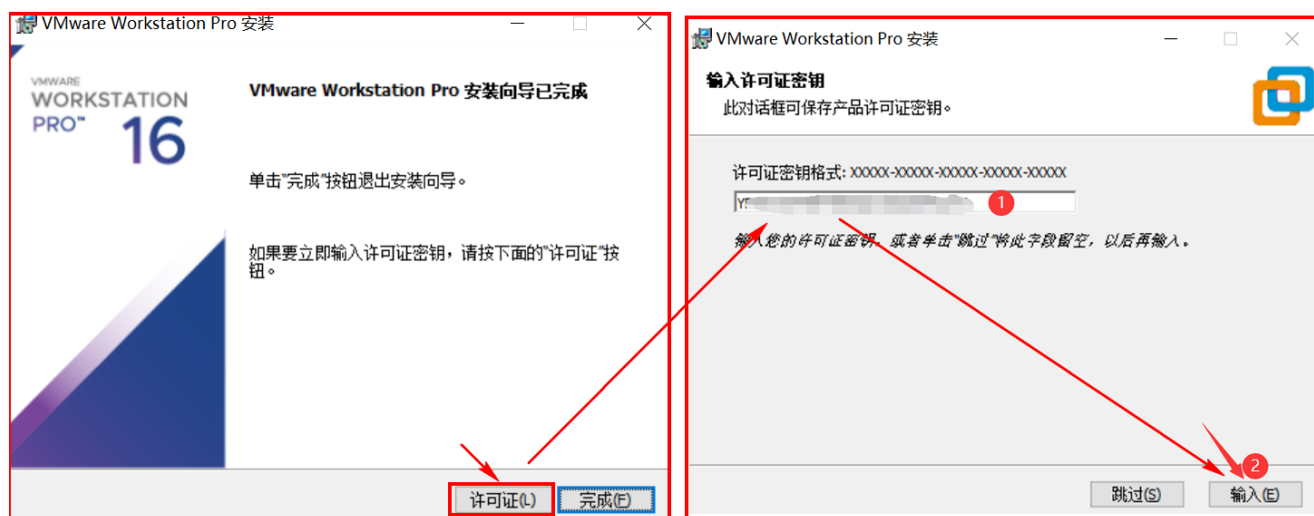 VMware Workstation Pro 安装
VMWARE
WORKSTATION
PRO™
16
VMware Workstation Pro 安装向导已完成
单击"完成"按钮退出安装向导。
如果要立即输入许可证密钥，请按下面的"许可证"按
钮。
许可证(L)
完成(F)
VMware Workstation Pro 安装
输入许可证密钥
此对话框可保存产品许可证密钥。
许可证密钥格式: XXXXX-XXXXX-XXXXX-XXXXX-XXXXX
1
输入您的许可证密钥，或者单击"跳过"将此字段留空，以后再输入。
2
跳过(S)
输入(E)